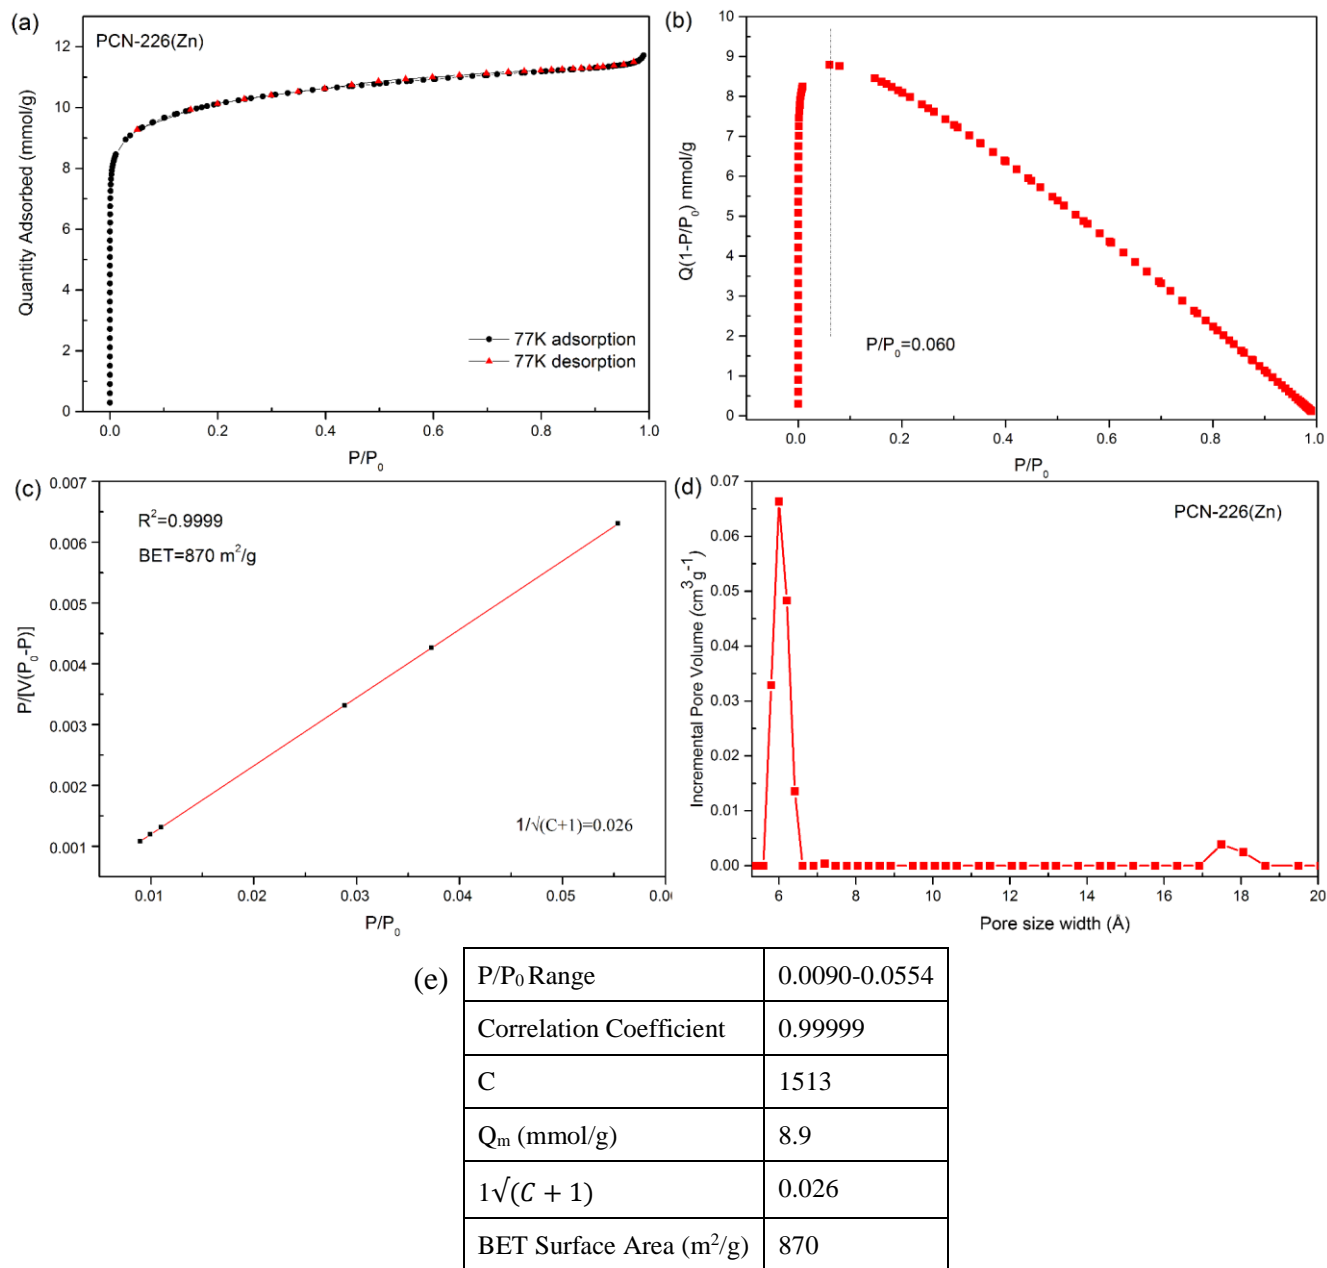 (a)
PCN-226(Zn)
Quantity Adsorbed (mmol/g)
12
10
8
6
4
2
0
77K adsorption
77K desorption
0.0 0.2 0.4 0.6 0.8 1.0
P/P₀
(b)
Q(1-P/P₀) mmol/g
10
9
8
7
6
5
4
3
2
1
0
P/P₀=0.060
0.0 0.2 0.4 0.6 0.8 1.0
P/P₀
(c)
P/[V(P₀-P)]
0.007
0.006
0.005
0.004
0.003
0.002
0.001
R²=0.9999
BET=870 m²/g
1/√(C+1)=0.026
0.01 0.02 0.03 0.04 0.05 0.0
P/P₀
(d)
PCN-226(Zn)
Incremental Pore Volume (cm³g⁻¹)
0.07
0.06
0.05
0.04
0.03
0.02
0.01
0.00
6 8 10 12 14 16 18 20
Pore size width (Å)
(e)
P/P₀ Range 0.0090-0.0554
Correlation Coefficient 0.99999
C 1513
Qₘ (mmol/g) 8.9
1√(C + 1) 0.026
BET Surface Area (m²/g) 870